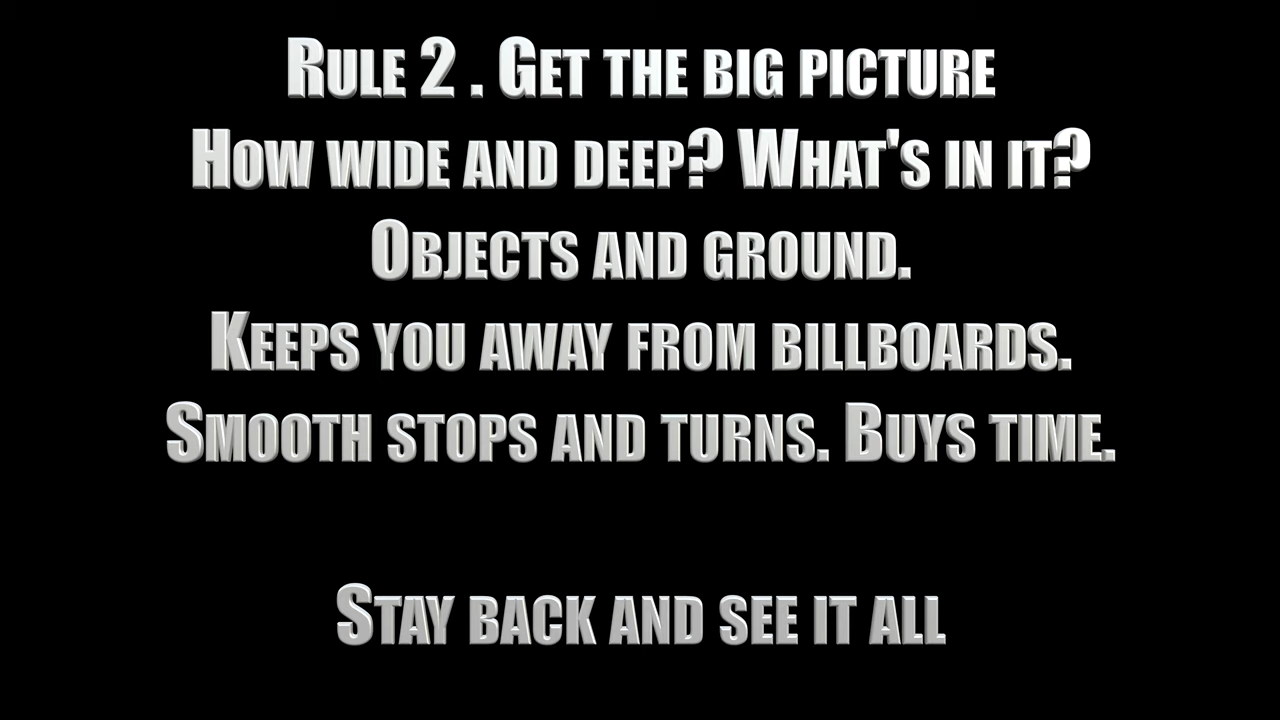 Rule 2 . Get the big picture
How wide and deep? What's in it?
Objects and ground.
Keeps you away from billboards.
Smooth stops and turns. Buys time.
Stay back and see it all